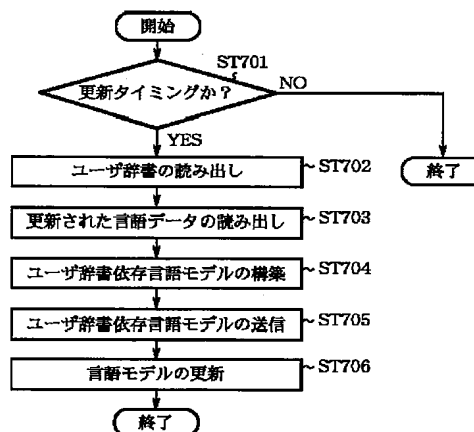 開始
ST701
更新タイミングか?
NO
YES
ユーザ辞書の読み出し
ST702
終了
更新された言語データの読み出し
ST703
ユーザ辞書依存言語モデルの構築
ST704
ユーザ辞書依存言語モデルの送信
ST705
言語モデルの更新
ST706
終了